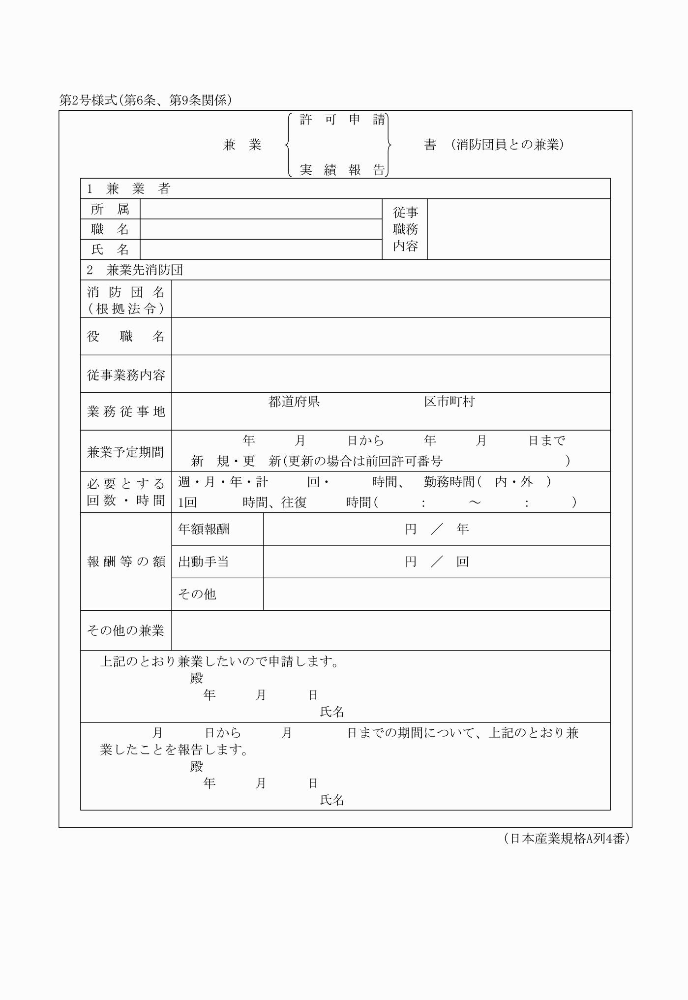 第2号様式(第6条、第9条関係)
許　可　申　請
兼　業　　　書　(消防団員との兼業)
実　績　報　告
1　兼　業　者
所　属
職　名
氏　名
従事
職務
内容
2　兼業先消防団
消防団名
(根拠法令)
役職名
従事業務内容
業務従事地
都道府県　　　区市町村
兼業予定期間
年　　月　　日から　　年　　月　　日まで
新　規・更　新(更新の場合は前回許可番号　　　)
必要とする
回数・時間
週・月・年・計　　回・　　時間、　勤務時間(　内・外　)
1回　　時間、往復　　時間(　　:　　～　　:　　)
報酬等の額
年額報酬
円　／　年
出動手当
円　／　回
その他
その他の兼業
上記のとおり兼業したいので申請します。
殿
年　　月　　日
氏名
月　　日から　　月　　日までの期間について、上記のとおり兼
業したことを報告します。
殿
年　　月　　日
氏名
(日本産業規格A列4番)